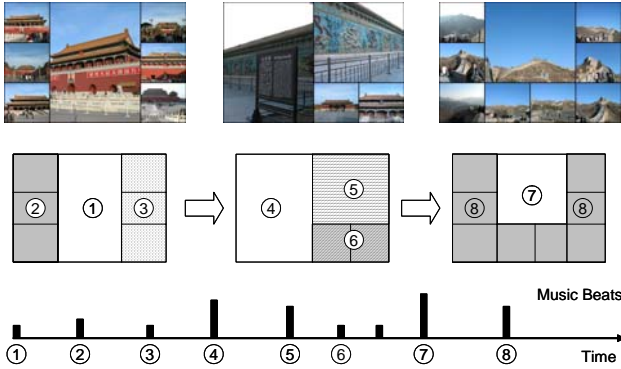 ② ① ③ ④ ⑤ ⑥ ⑧ ⑦ ⑧
Music Beats
① ② ③ ④ ⑤ ⑥ ⑦ ⑧ Time